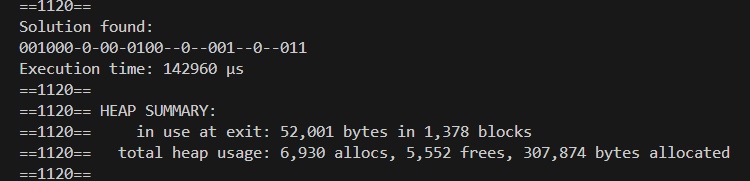 ==1120==
Solution found:
001000-0-00-0100--0--001--0--011
Execution time: 142960 µs
==1120==
==1120== HEAP SUMMARY:
==1120==     in use at exit: 52,001 bytes in 1,378 blocks
==1120==   total heap usage: 6,930 allocs, 5,552 frees, 307,874 bytes allocated
==1120==